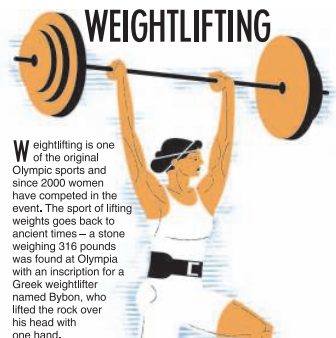 WEIGHTLIFTING
Weightlifting is one
of the original
Olympic sports and
since 2000 women
have competed in the
event. The sport of lifting
weights goes back to
ancient times – a stone
weighing 316 pounds
was found at Olympia
with an inscription for a
Greek weightlifter
named Bybon, who
lifted the rock over
his head with
one hand.